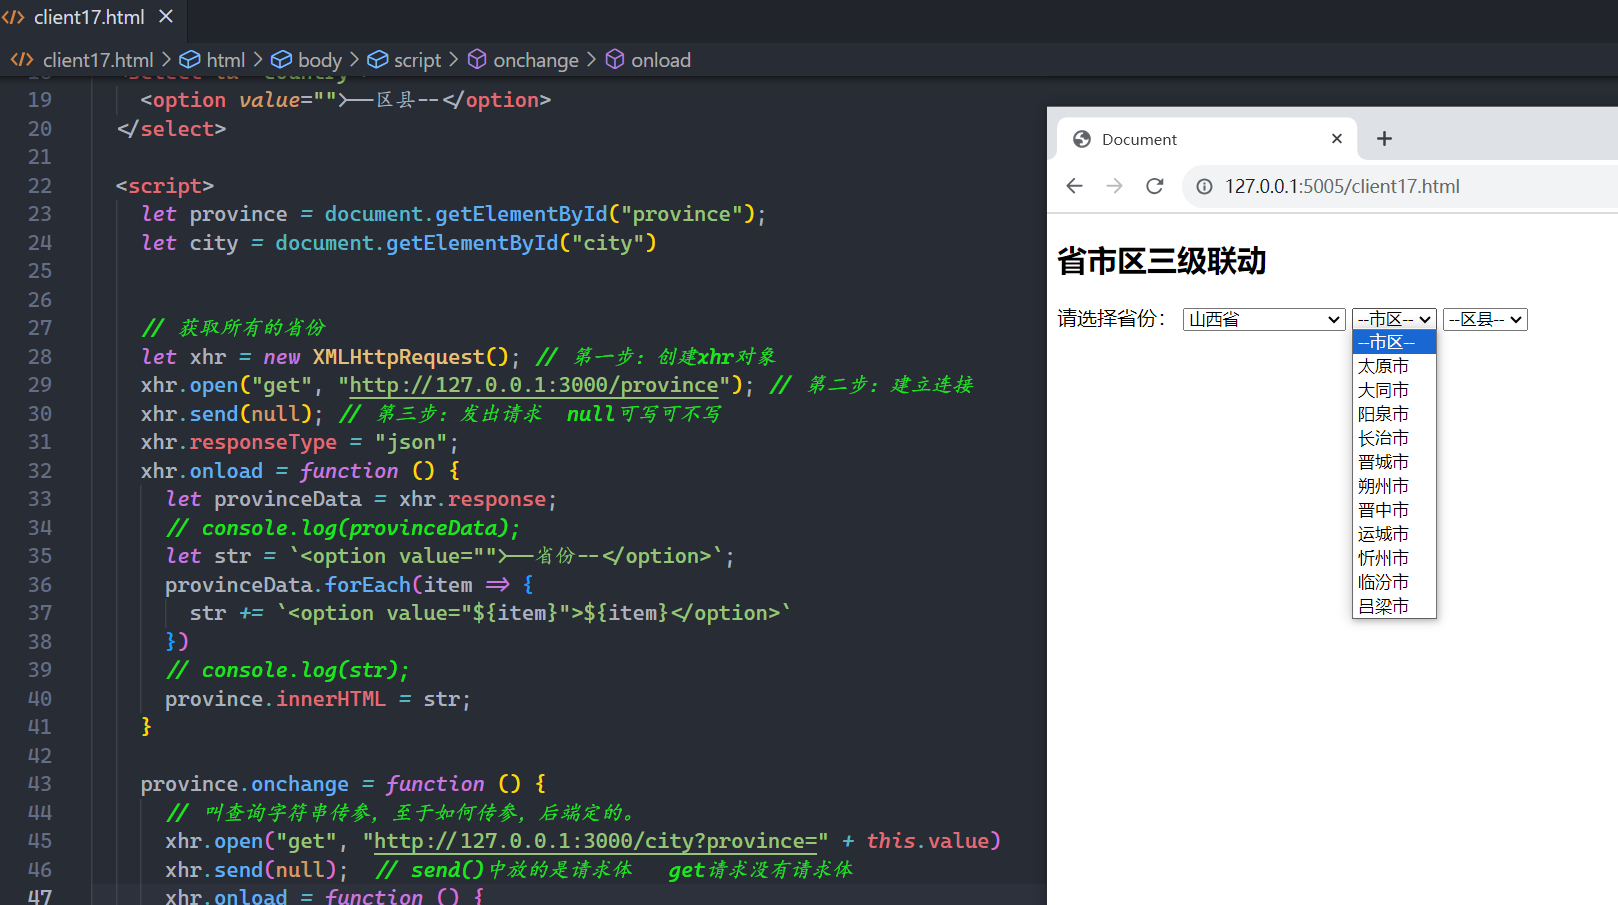 client17.html
client17.html > html > body > script > onchange > onload
19 <option value="">--区县--</option>
20 </select>
21
22 <script>
23 let province = document.getElementById("province");
24 let city = document.getElementById("city")
25
26
27 // 获取所有的省份
28 let xhr = new XMLHttpRequest(); // 第一步：创建xhr对象
29 xhr.open("get", "http://127.0.0.1:3000/province"); // 第二步：建立连接
30 xhr.send(null); // 第三步：发出请求  null可写可不写
31 xhr.responseType = "json";
32 xhr.onload = function () {
33 let provinceData = xhr.response;
34 // console.log(provinceData);
35 let str = `<option value="">--省份--</option>`;
36 provinceData.forEach(item => {
37 str += `<option value="${item}">${item}</option>`
38 })
39 // console.log(str);
40 province.innerHTML = str;
41 }
42
43 province.onchange = function () {
44 // 叫查询字符串传参，至于如何传参，后端定的。
45 xhr.open("get", "http://127.0.0.1:3000/city?province=" + this.value)
46 xhr.send(null);  // send()中放的是请求体   get请求没有请求体
47 xhr.onload = function () {
Document
127.0.0.1:5005/client17.html
省市区三级联动
请选择省份： 山西省 --市区-- --区县--
--市区--
太原市
大同市
阳泉市
长治市
晋城市
朔州市
晋中市
运城市
忻州市
临汾市
吕梁市